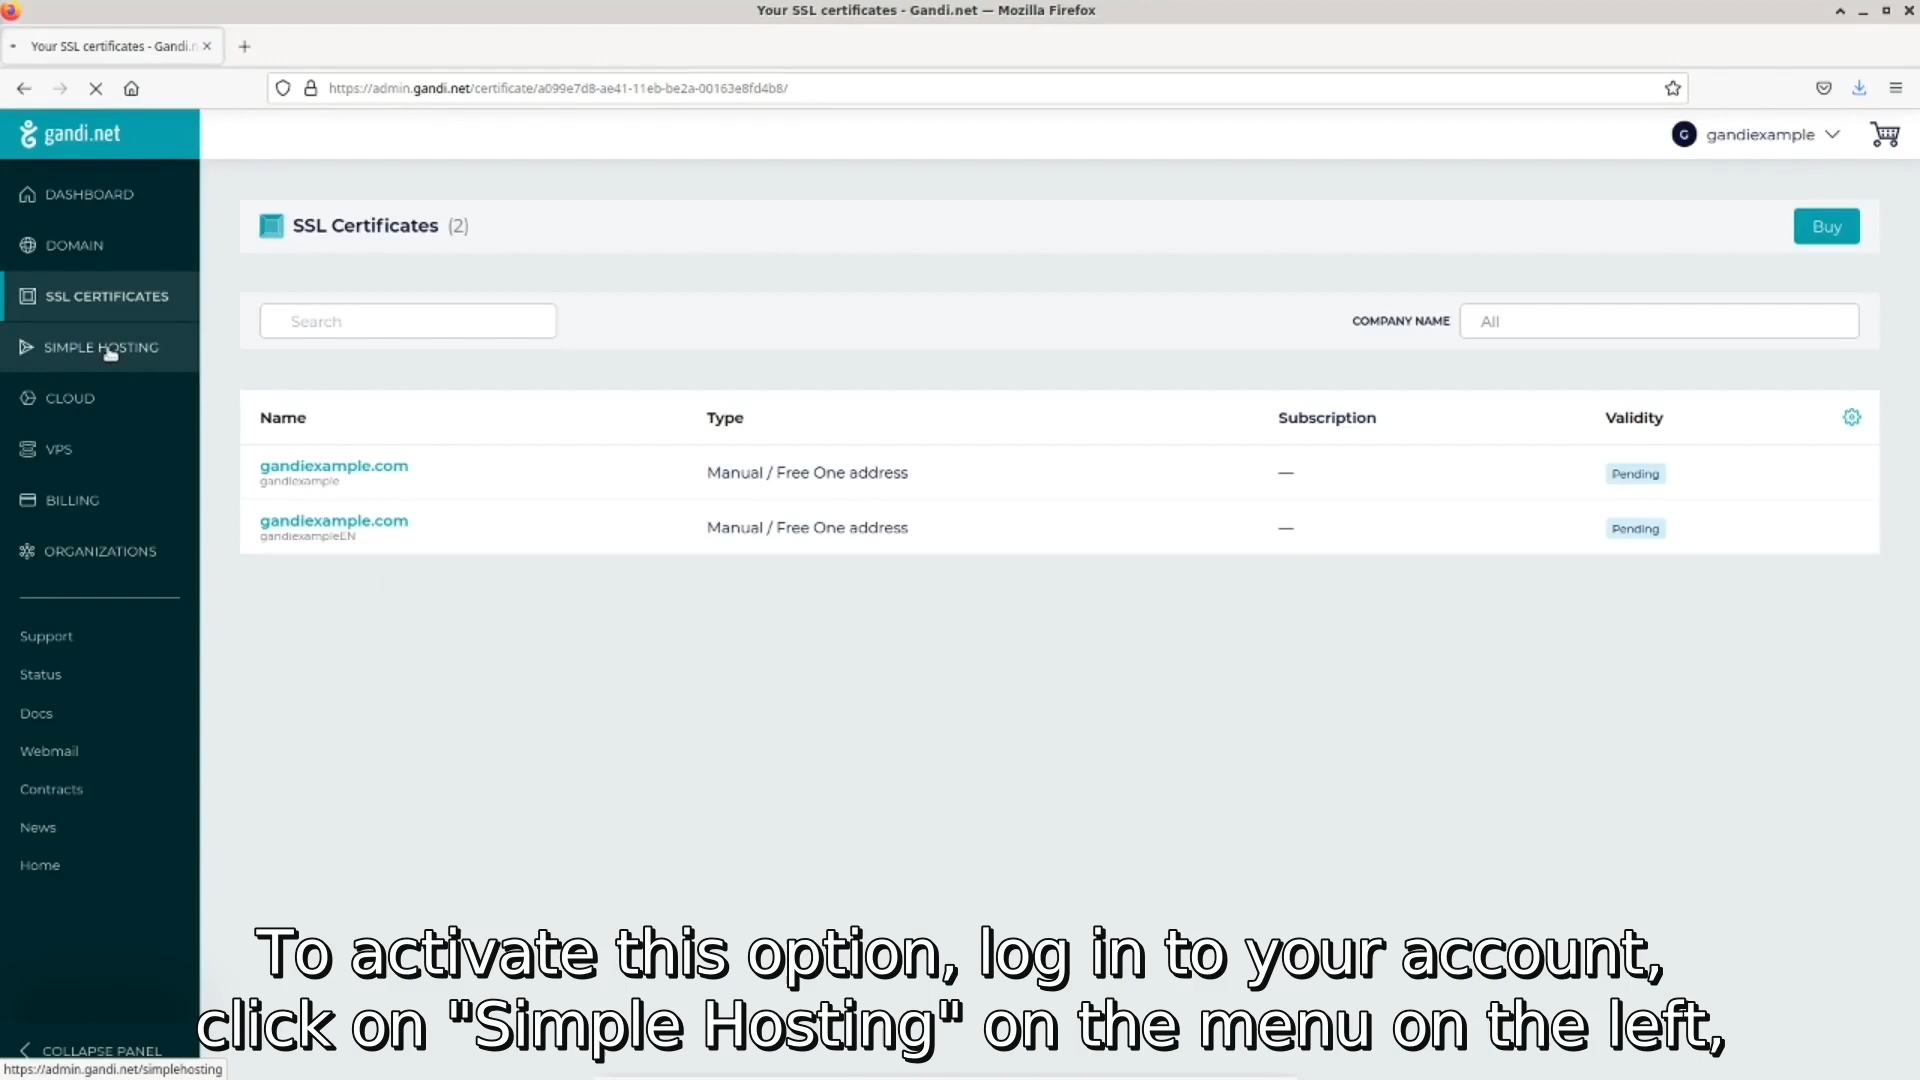 Your SSL certificates - Gandi.net — Mozilla Firefox
Your SSL certificates - Gandi.n
https://admin.gandi.net/certificate/a099e7d8-ae41-11eb-be2a-00163e8fd4b8/
gandi.net
G gandiexample
DASHBOARD
DOMAIN
SSL CERTIFICATES
SIMPLE HOSTING
CLOUD
VPS
BILLING
ORGANIZATIONS
Support
Status
Docs
Webmail
Contracts
News
Home
COLLAPSE PANEL
SSL Certificates (2)
Buy
Search
COMPANY NAME All
Name Type Subscription Validity
gandiexample.com Manual / Free One address — Pending
gandiexample
gandiexample.com Manual / Free One address — Pending
gandiexampleEN
To activate this option, log in to your account,
click on "Simple Hosting" on the menu on the left,
https://admin.gandi.net/simplehosting